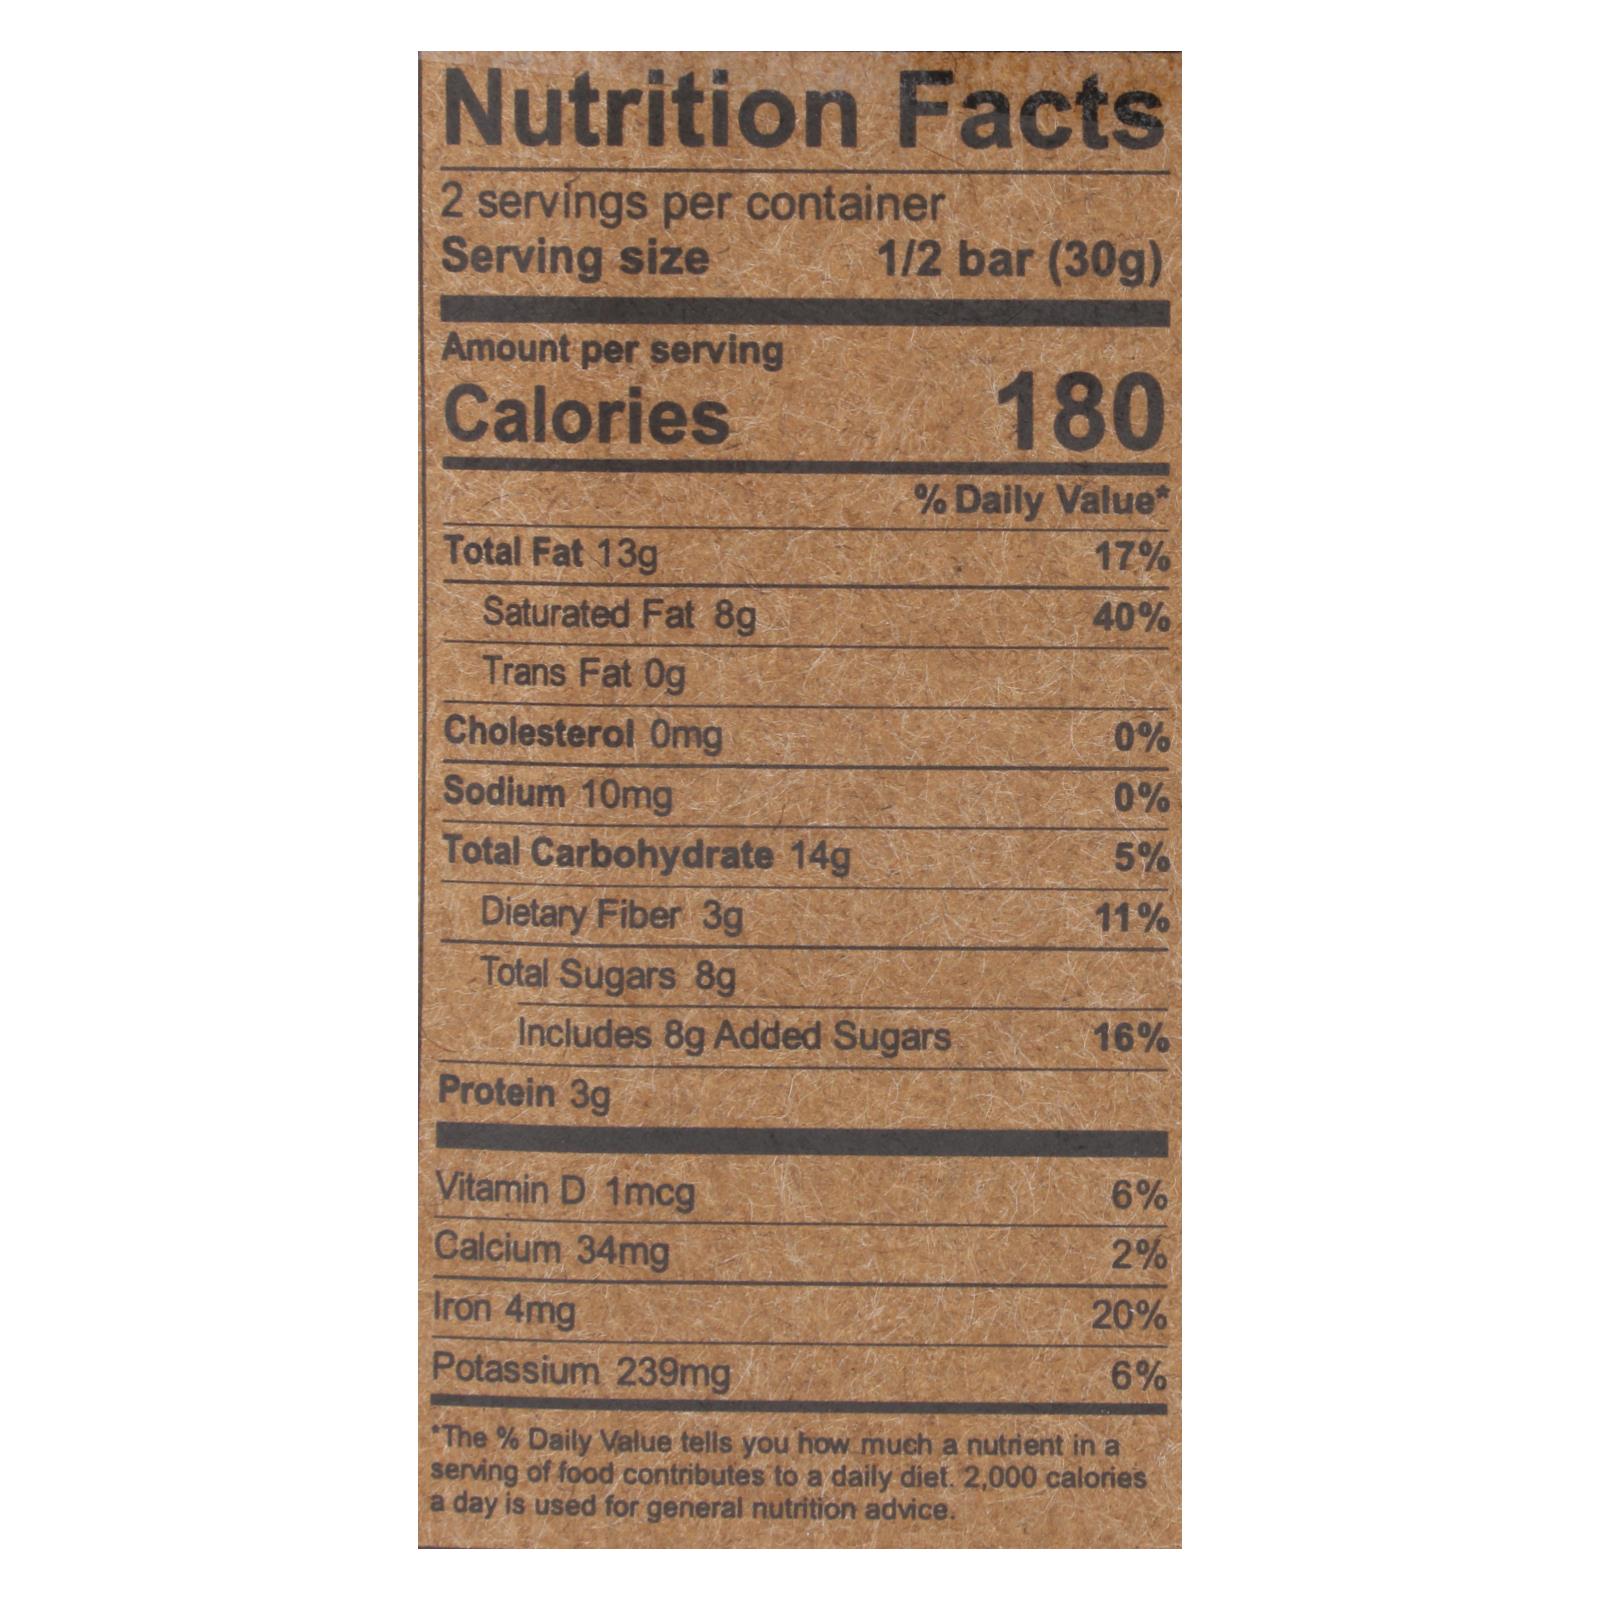 Nutrition Facts
2 servings per container
Serving size 1/2 bar (30g)
Amount per serving
Calories 180
% Daily Value*
Total Fat 13g 17%
Saturated Fat 8g 40%
Trans Fat 0g
Cholesterol 0mg 0%
Sodium 10mg 0%
Total Carbohydrate 14g 5%
Dietary Fiber 3g 11%
Total Sugars 8g
Includes 8g Added Sugars 16%
Protein 3g
Vitamin D 1mcg 6%
Calcium 34mg 2%
Iron 4mg 20%
Potassium 239mg 6%
*The % Daily Value tells you how much a nutrient in a
serving of food contributes to a daily diet. 2,000 calories
a day is used for general nutrition advice.